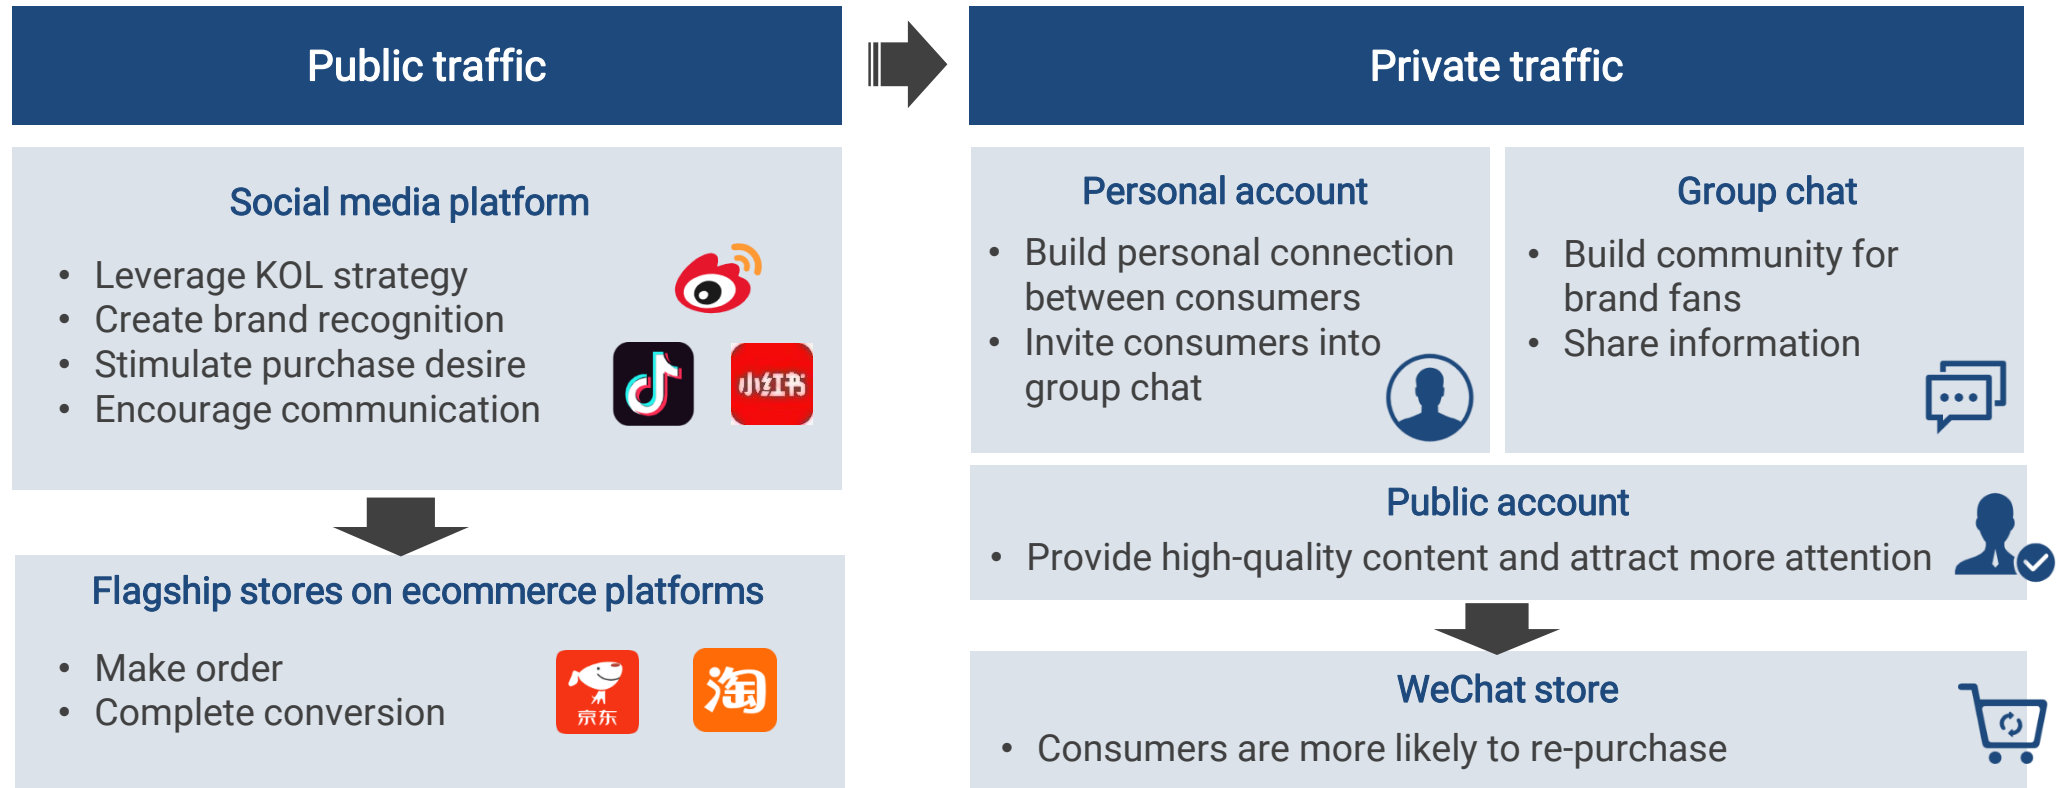 Public traffic
Private traffic
Social media platform
• Leverage KOL strategy
• Create brand recognition
• Stimulate purchase desire
• Encourage communication
小红书
Flagship stores on ecommerce platforms
• Make order
• Complete conversion
京东
淘
Personal account
• Build personal connection
between consumers
• Invite consumers into
group chat
Group chat
• Build community for
brand fans
• Share information
Public account
• Provide high-quality content and attract more attention
WeChat store
• Consumers are more likely to re-purchase